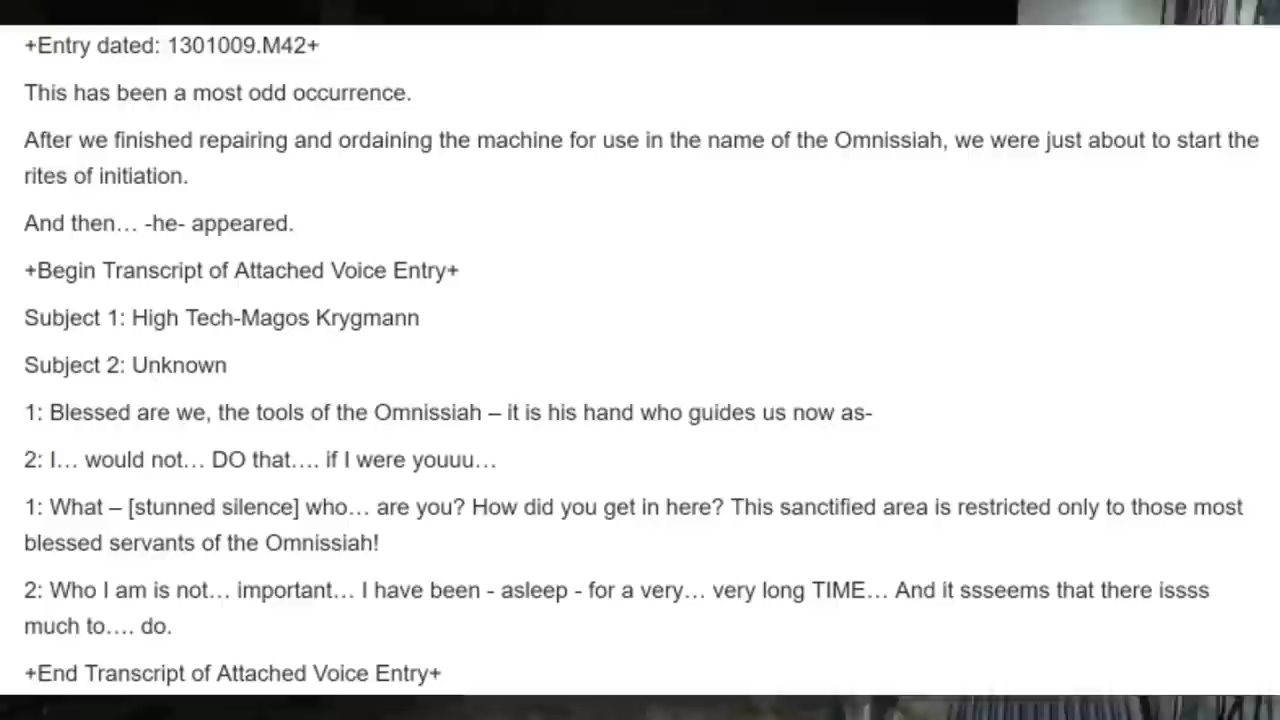 +Entry dated: 1301009.M42+
This has been a most odd occurrence.
After we finished repairing and ordaining the machine for use in the name of the Omnissiah, we were just about to start the
rites of initiation.
And then… -he- appeared.
+Begin Transcript of Attached Voice Entry+
Subject 1: High Tech-Magos Krygmann
Subject 2: Unknown
1: Blessed are we, the tools of the Omnissiah – it is his hand who guides us now as-
2: I… would not… DO that…. if I were youuu…
1: What – [stunned silence] who… are you? How did you get in here? This sanctified area is restricted only to those most
blessed servants of the Omnissiah!
2: Who I am is not… important… I have been - asleep - for a very… very long TIME… And it ssseems that there issss
much to…. do.
+End Transcript of Attached Voice Entry+